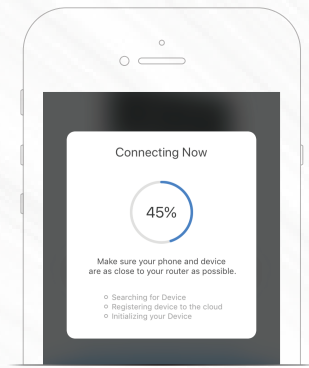 Connecting Now
45%
Make sure your phone and device
are as close to your router as possible.
Searching for Device
Registering device to the cloud
Initializing your Device